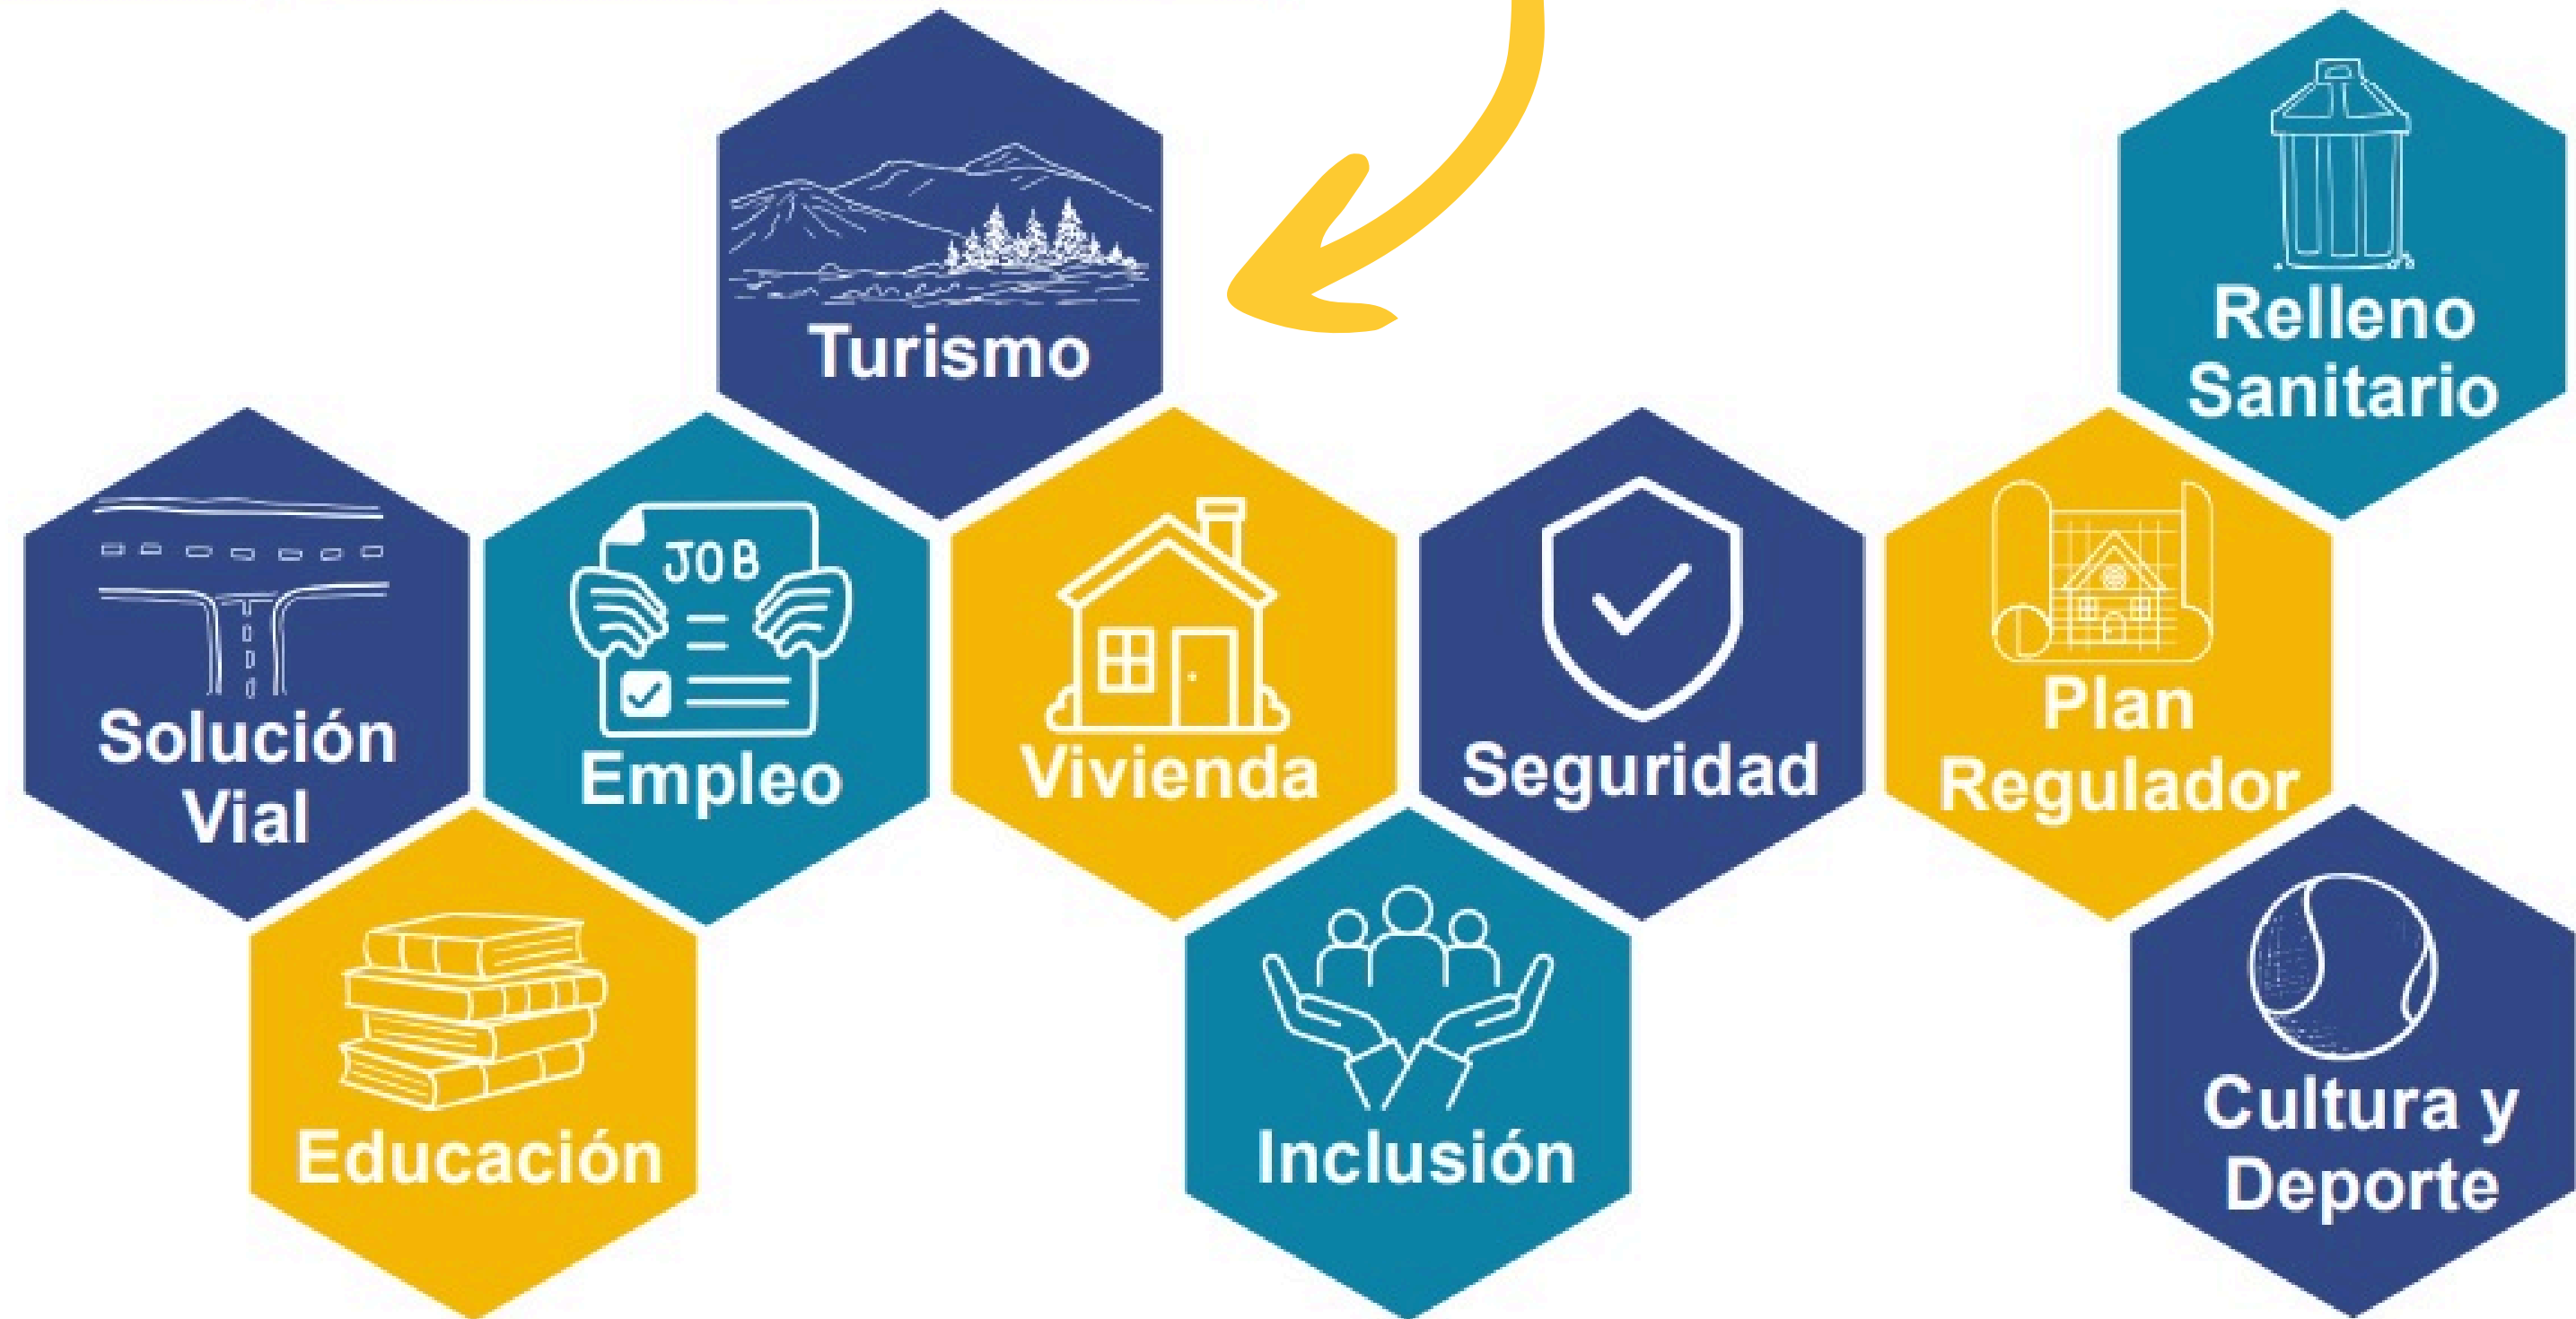 Turismo
Relleno
Sanitario
Solución
Vial
JOB
Empleo
Vivienda
Seguridad
Plan
Regulador
Educación
Inclusión
Cultura y
Deporte